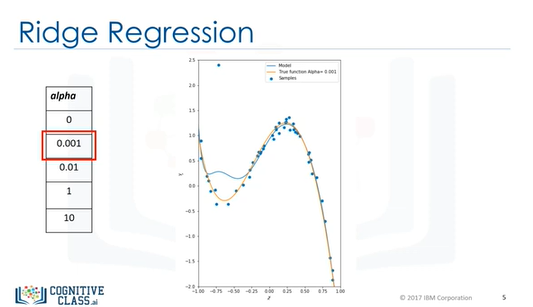 Ridge Regression
alpha
0
0.001
0.01
1
10
2.5
2.0
1.5
1.0
0.5
0.0
-0.5
-1.0
-1.5
-2.0
-1.00 -0.75 -0.50 -0.25 0.00 0.25 0.50 0.75 1.00
Model
True function Alpha= 0.001
Samples
COGNITIVE
CLASS.ai
© 2017 IBM Corporation
5